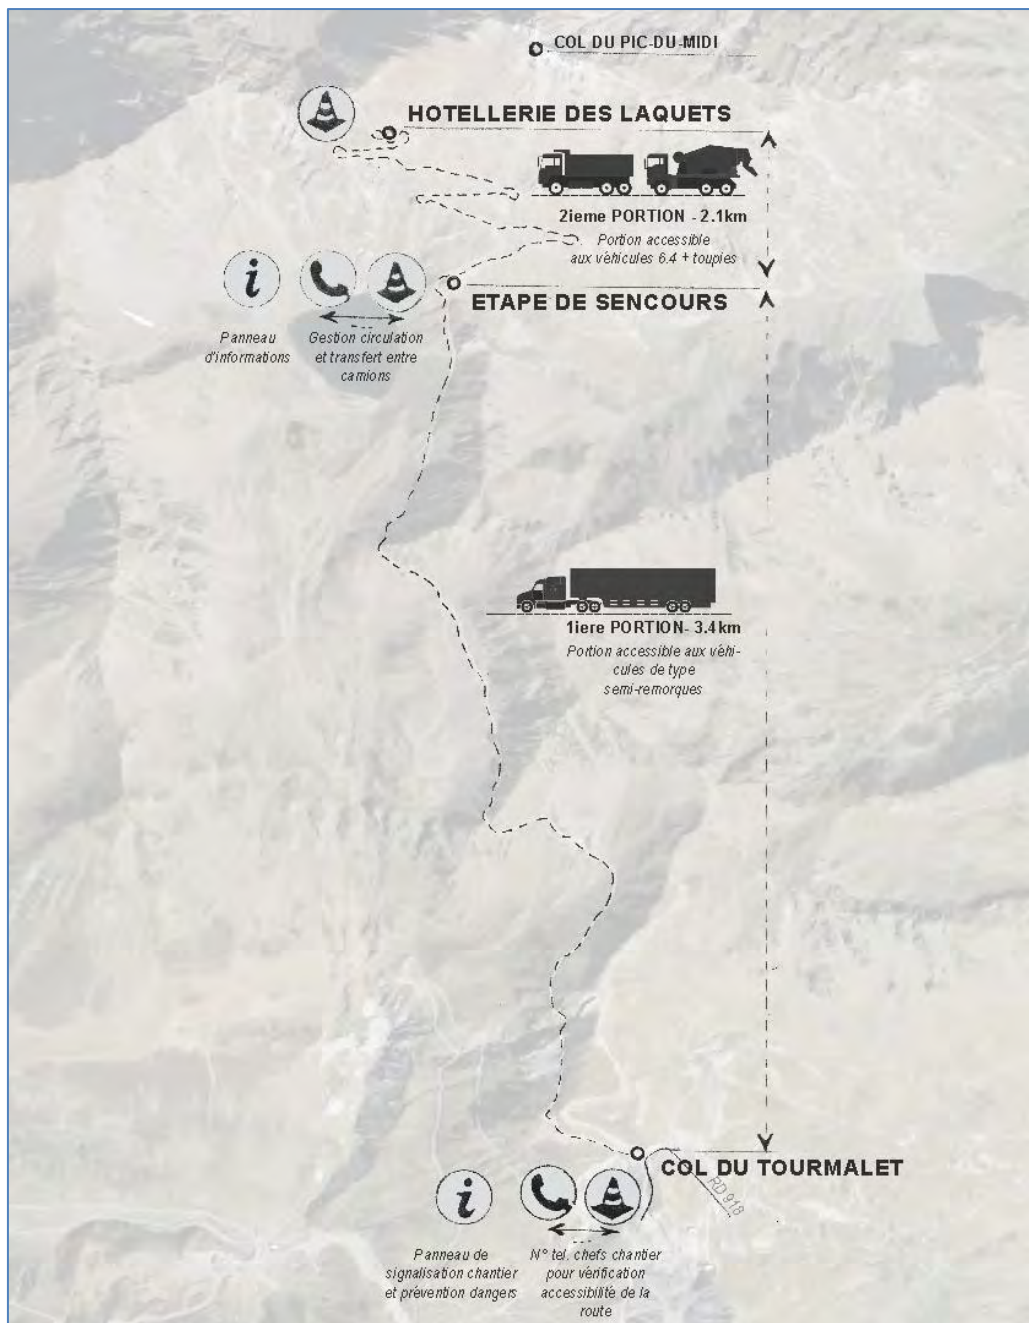 COL DU PIC-DU-MIDI
HOTELLERIE DES LAQUETS
2ieme PORTION - 2.1km
Portion accessible
aux véhicules 6.4 + toupies
i
ETAPE DE SENCOURS
Panneau
d'informations
Gestion circulation
et transfert entre
camions
1iere PORTION- 3.4km
Portion accessible aux véhi-
cules de type
semi-remorques
COL DU TOURMALET
RD 918
i
Panneau de
signalisation chantier
et prévention dangers
N° tel. chefs chantier
pour vérification
accessibilité de la
route